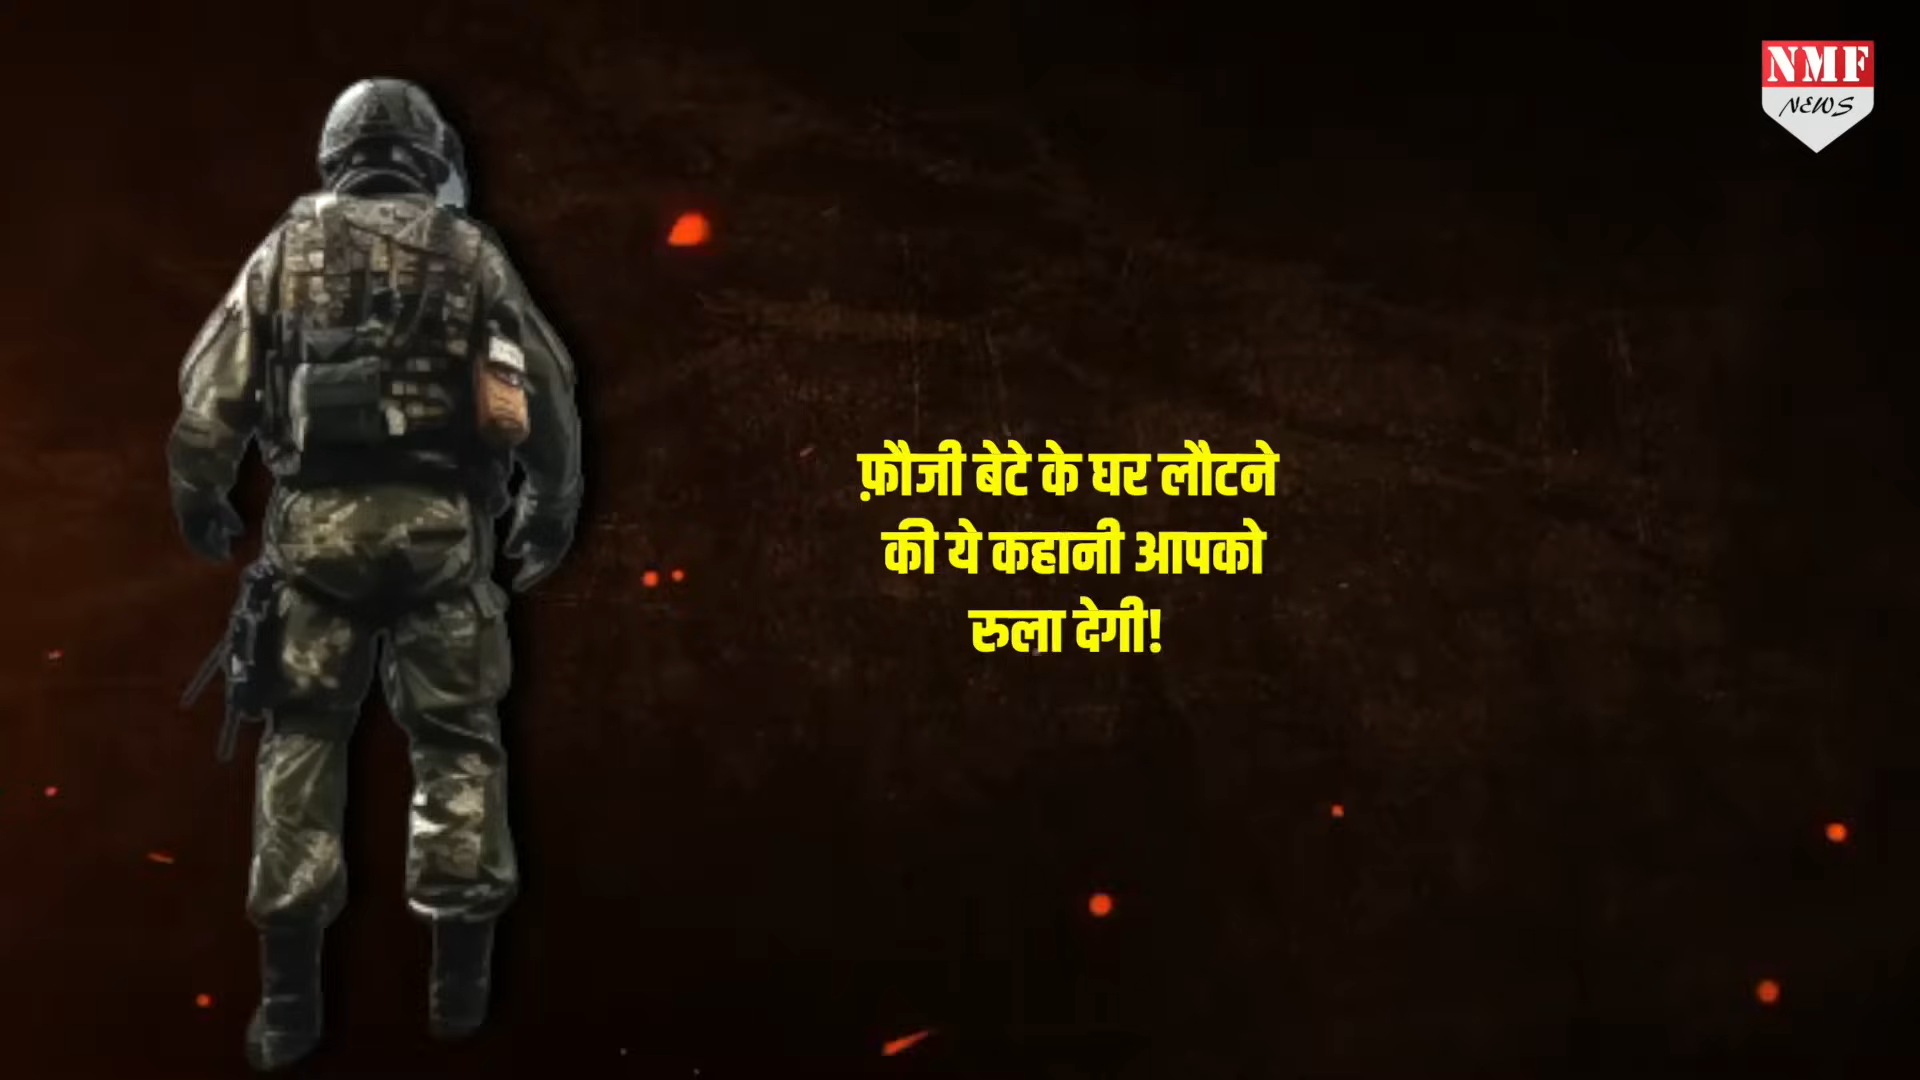 NMF
NEWS
फ़ौजी बेटे के घर लौटने
की ये कहानी आपको
रुला देगी!